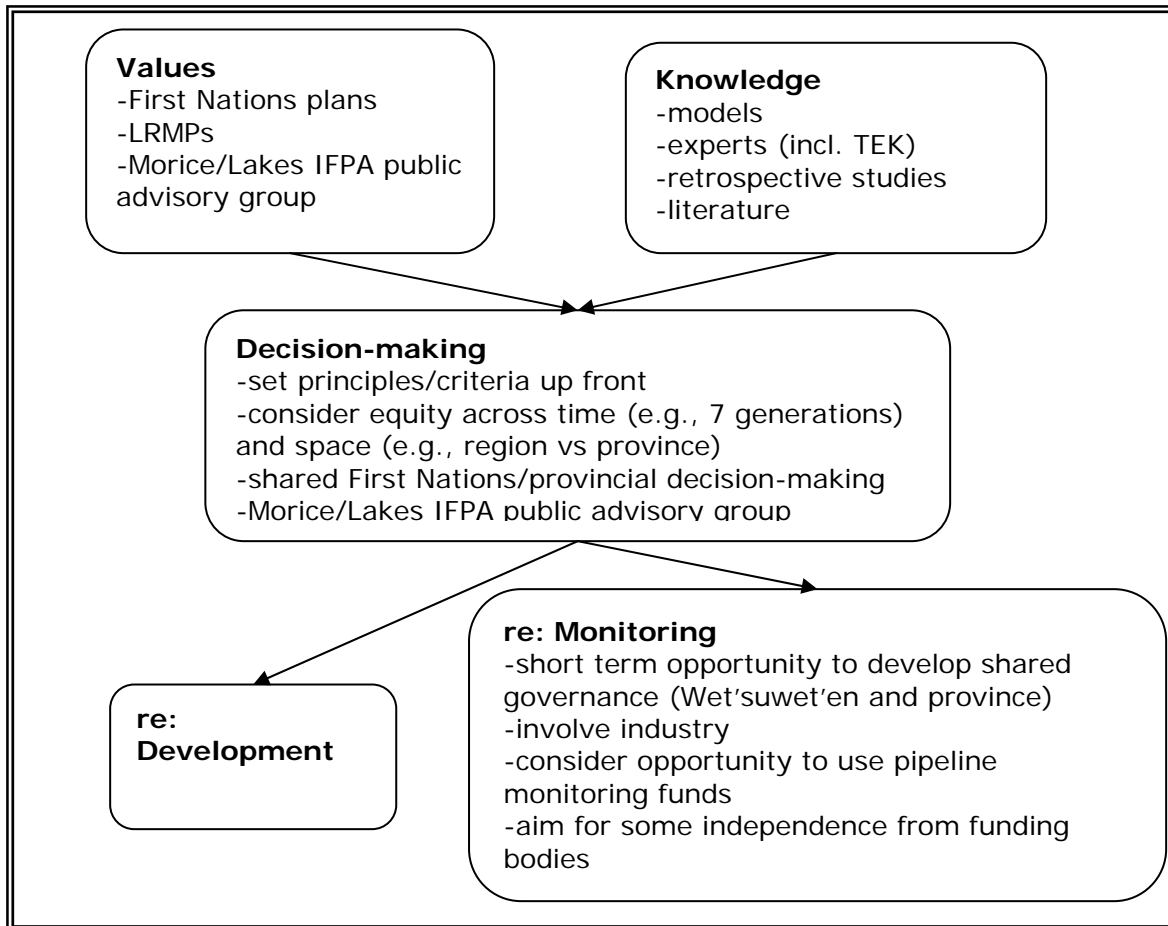 Values
-First Nations plans
-LRMPs
-Morice/Lakes IFPA public
advisory group
Knowledge
-models
-experts (incl. TEK)
-retrospective studies
-literature
Decision-making
-set principles/criteria up front
-consider equity across time (e.g., 7 generations)
and space (e.g., region vs province)
-shared First Nations/provincial decision-making
-Morice/Lakes IFPA public advisory group
re:
Development
re: Monitoring
-short term opportunity to develop shared
governance (Wet'suwet'en and province)
-involve industry
-consider opportunity to use pipeline
monitoring funds
-aim for some independence from funding
bodies